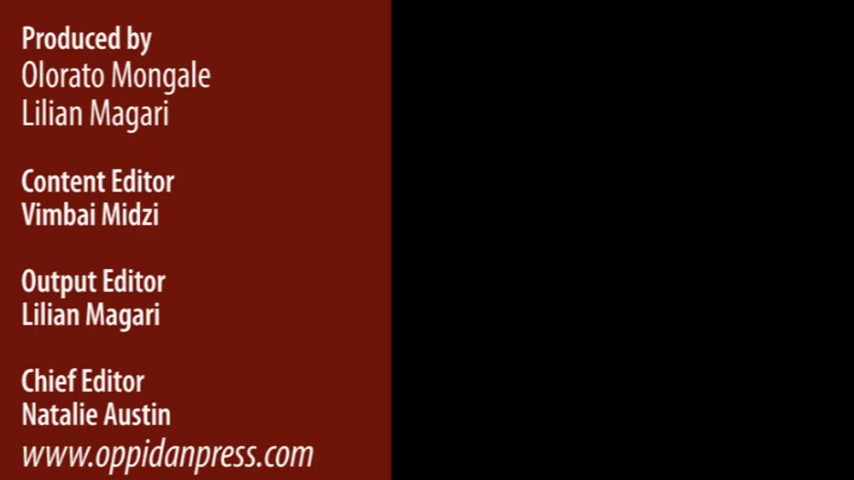 Produced by
Olorato Mongale
Lilian Magari
Content Editor
Vimbai Midzi
Output Editor
Lilian Magari
Chief Editor
Natalie Austin
www.oppidanpress.com